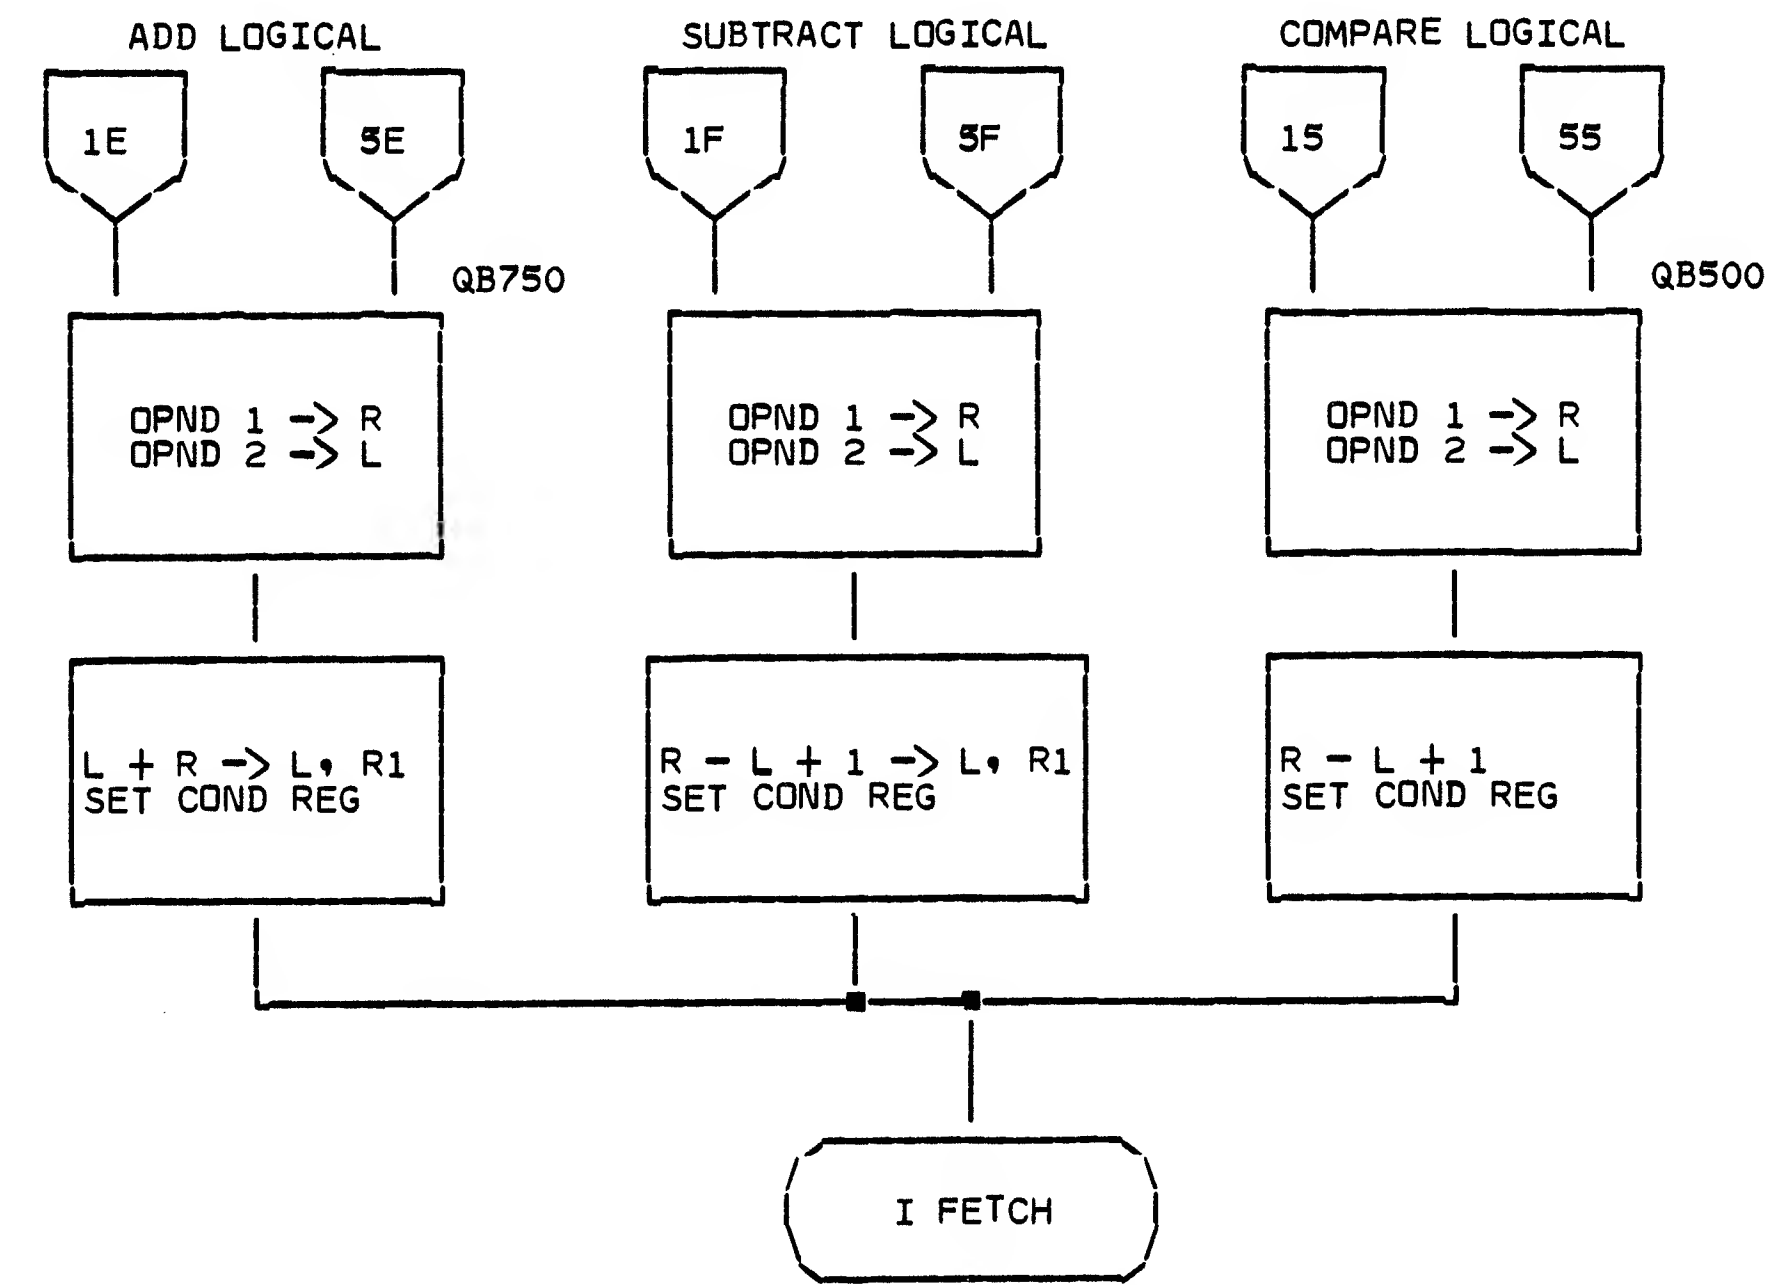 ADD LOGICAL
SUBTRACT LOGICAL
COMPARE LOGICAL
1E
5E
1F
5F
15
55
QB750
QB500
OPND 1 -> R
OPND 2 -> L
OPND 1 -> R
OPND 2 -> L
OPND 1 -> R
OPND 2 -> L
L + R -> L, R1
SET COND REG
R - L + 1 -> L, R1
SET COND REG
R - L + 1
SET COND REG
I FETCH